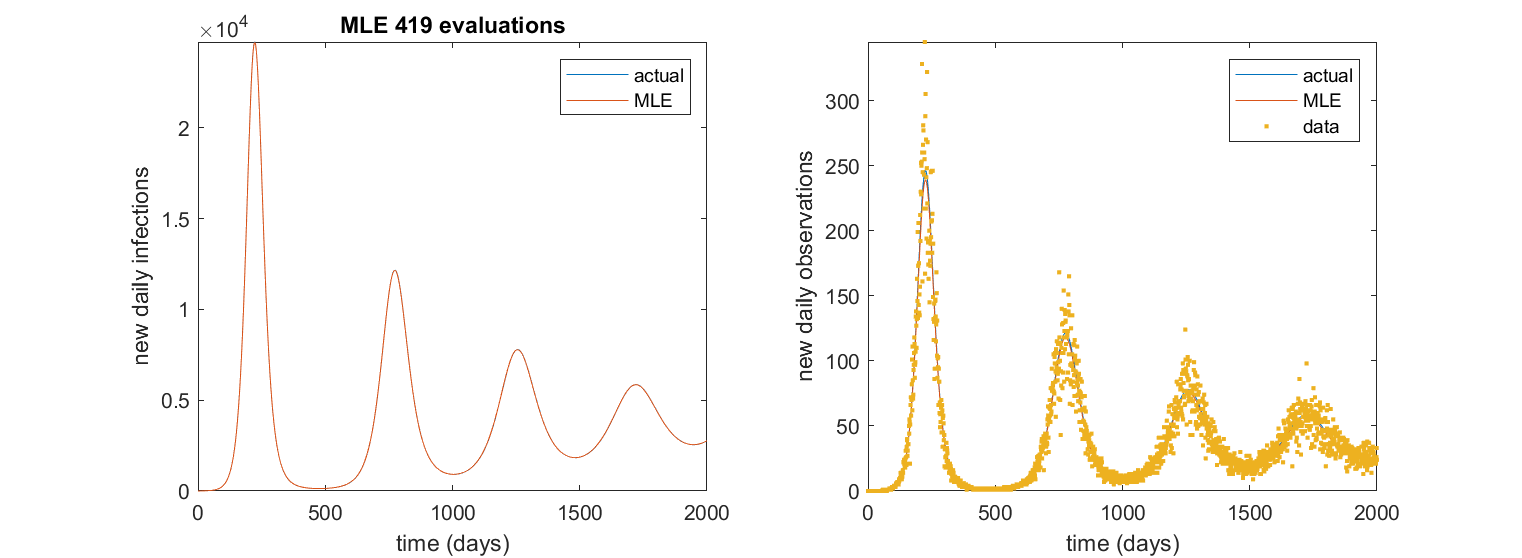 MLE 419 evaluations
×10⁴
actual
MLE
2
1.5
1
0.5
0
0
500
1000
1500
2000
new daily infections
time (days)
actual
MLE
data
300
250
200
150
100
50
0
0
500
1000
1500
2000
new daily observations
time (days)